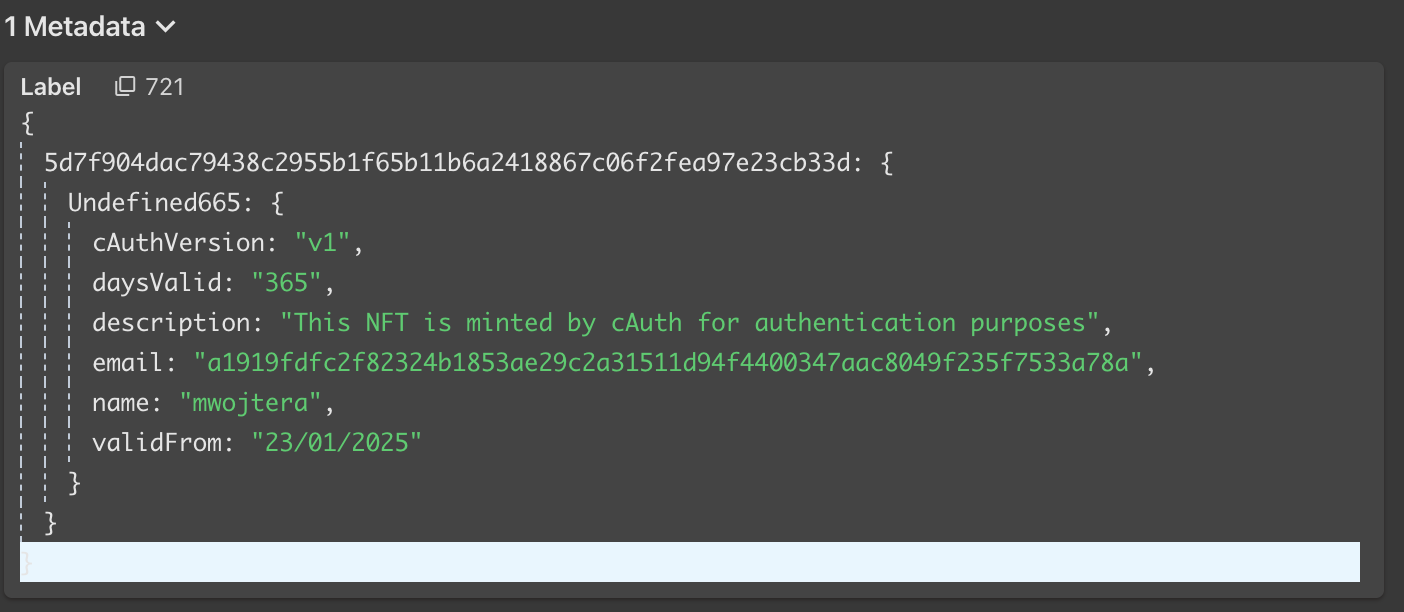 1 Metadata
Label 721
{
5d7f904dac79438c2955b1f65b11b6a2418867c06f2fea97e23cb33d: {
Undefined665: {
cAuthVersion: "v1",
daysValid: "365",
description: "This NFT is minted by cAuth for authentication purposes",
email: "a1919fdfc2f82324b1853ae29c2a31511d94f4400347aac8049f235f7533a78a",
name: "mwojtera",
validFrom: "23/01/2025"
}
}
}